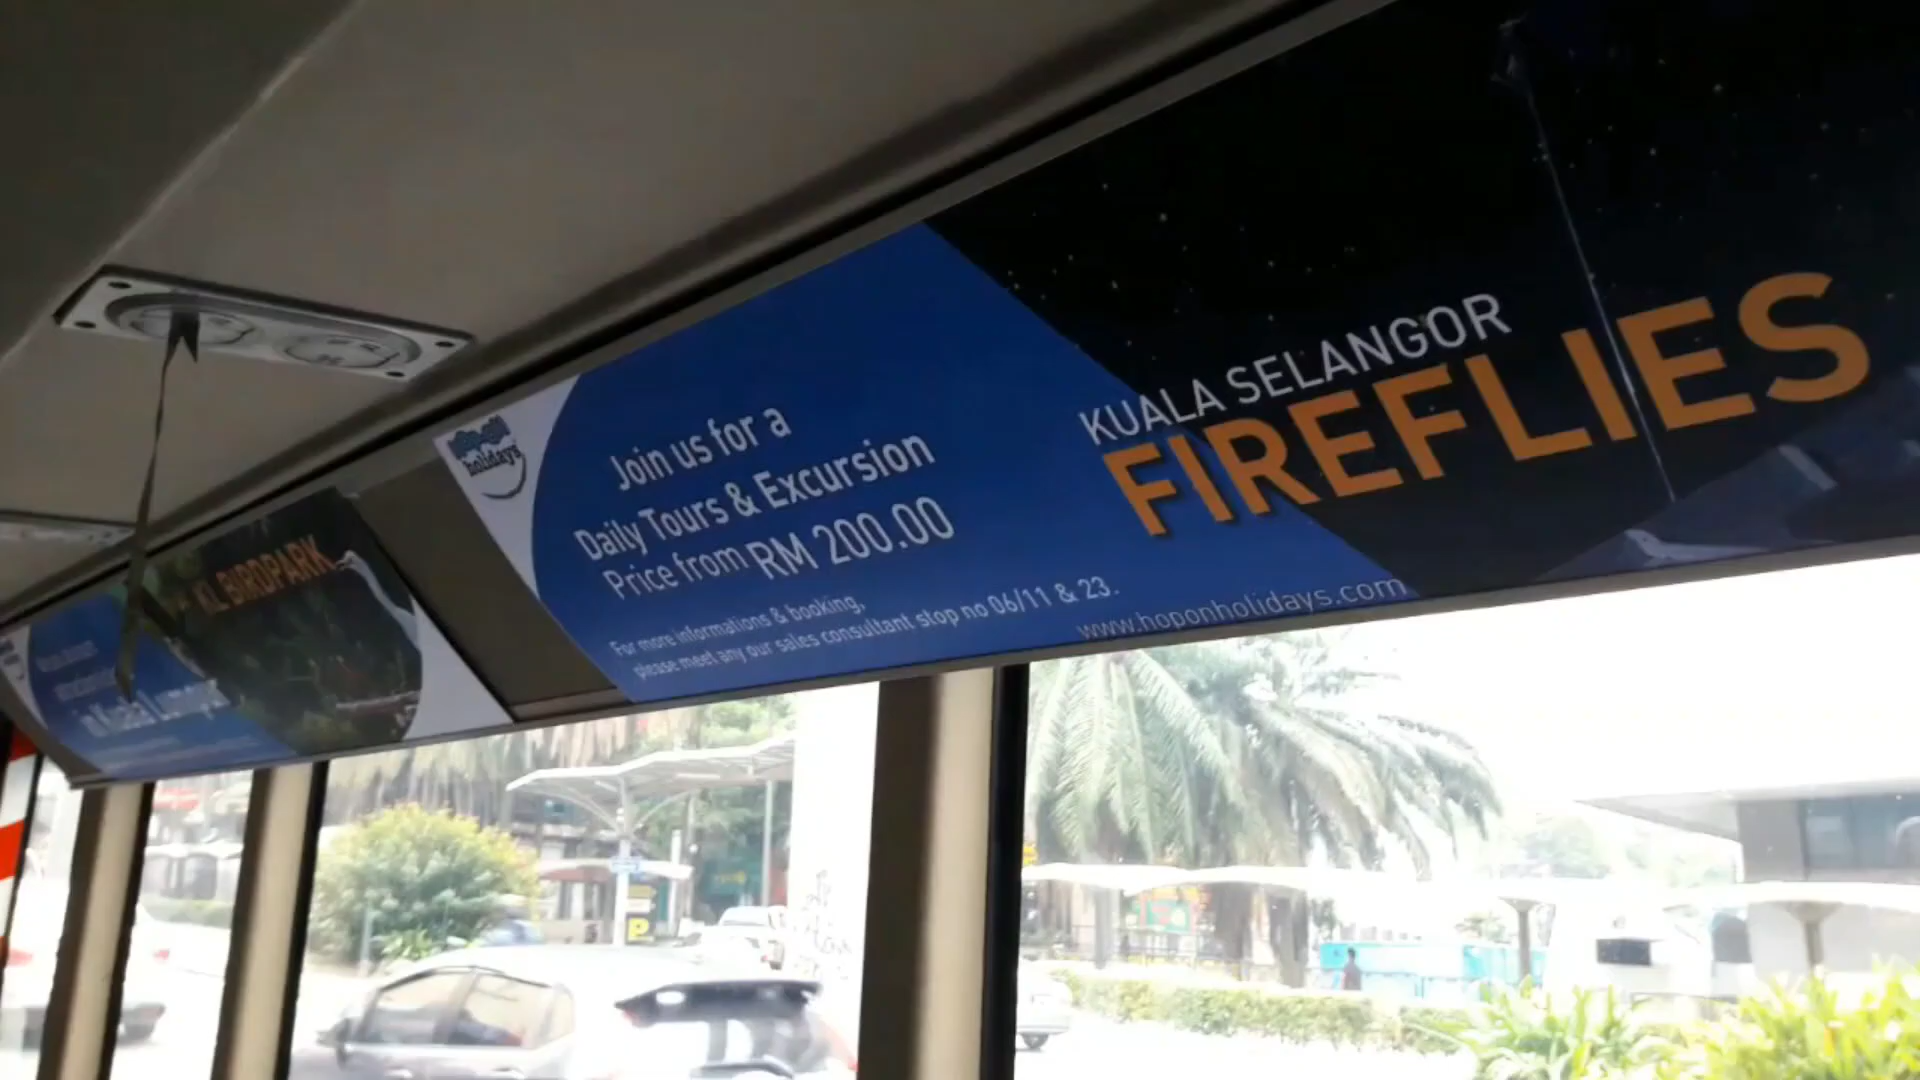 KL BIRDPARK
in Kuala Lumpur
holidays
Join us for a
Daily Tours & Excursion
Price from RM 200.00
For more informations & booking,
please meet any our sales consultant stop no 06/11 & 23.
www.hoponholidays.com
KUALA SELANGOR
FIREFLIES
P